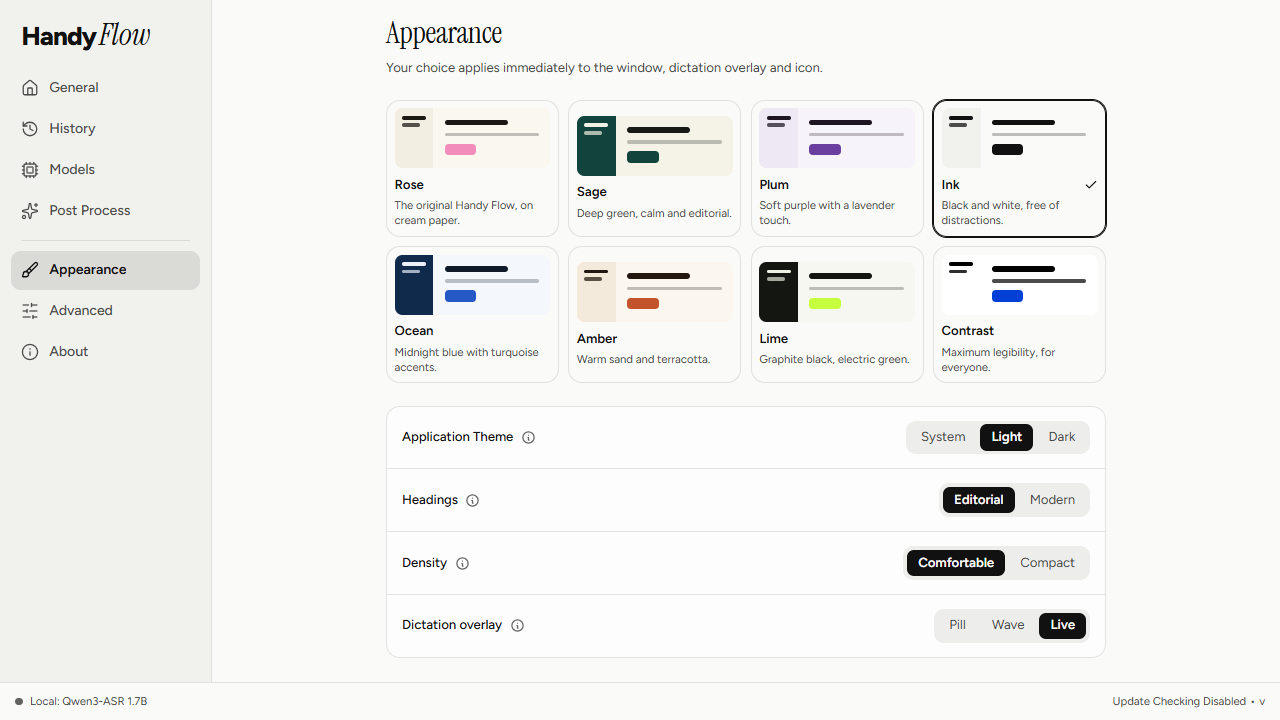 Handy Flow
General
History
Models
Post Process
Appearance
Advanced
About
Appearance
Your choice applies immediately to the window, dictation overlay and icon.
Rose
The original Handy Flow, on
cream paper.
Sage
Deep green, calm and editorial.
Plum
Soft purple with a lavender
touch.
Ink
Black and white, free of
distractions.
Ocean
Midnight blue with turquoise
accents.
Amber
Warm sand and terracotta.
Lime
Graphite black, electric green.
Contrast
Maximum legibility, for
everyone.
Application Theme
System Light Dark
Headings
Editorial Modern
Density
Comfortable Compact
Dictation overlay
Pill Wave Live
Local: Qwen3-ASR 1.7B
Update Checking Disabled • v